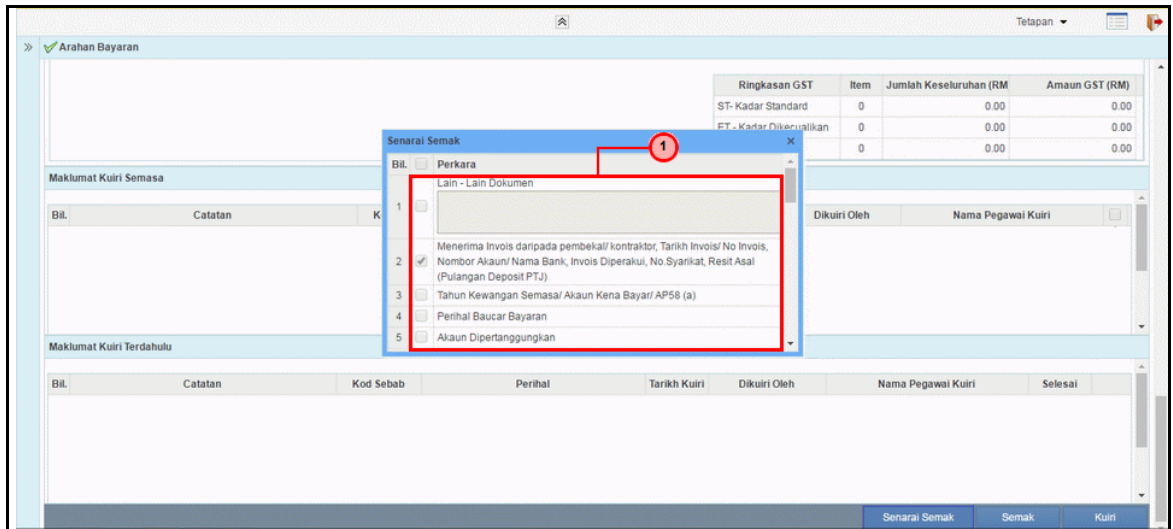 Tetapan
Arahan Bayaran
Ringkasan GST Item Jumlah Keseluruhan (RM Amaun GST (RM)
ST- Kadar Standard 0 0.00 0.00
ET - Kadar Dikecualikan 0 0.00 0.00
0 0.00 0.00
Senarai Semak
1
Bil. Perkara
1 Lain - Lain Dokumen
2 Menerima Invois daripada pembekal/ kontraktor, Tarikh Invois/ No Invois,
Nombor Akaun/ Nama Bank, Invois Diperakui, No.Syarikat, Resit Asal
(Pulangan Deposit PTJ)
3 Tahun Kewangan Semasa/ Akaun Kena Bayar/ AP58 (a)
4 Perihal Baucar Bayaran
5 Akaun Dipertanggungkan
Maklumat Kuiri Semasa
Bil. Catatan K Dikuiri Oleh Nama Pegawai Kuiri
Maklumat Kuiri Terdahulu
Bil. Catatan Kod Sebab Perihal Tarikh Kuiri Dikuiri Oleh Nama Pegawai Kuiri Selesai
Senarai Semak Semak Kuiri